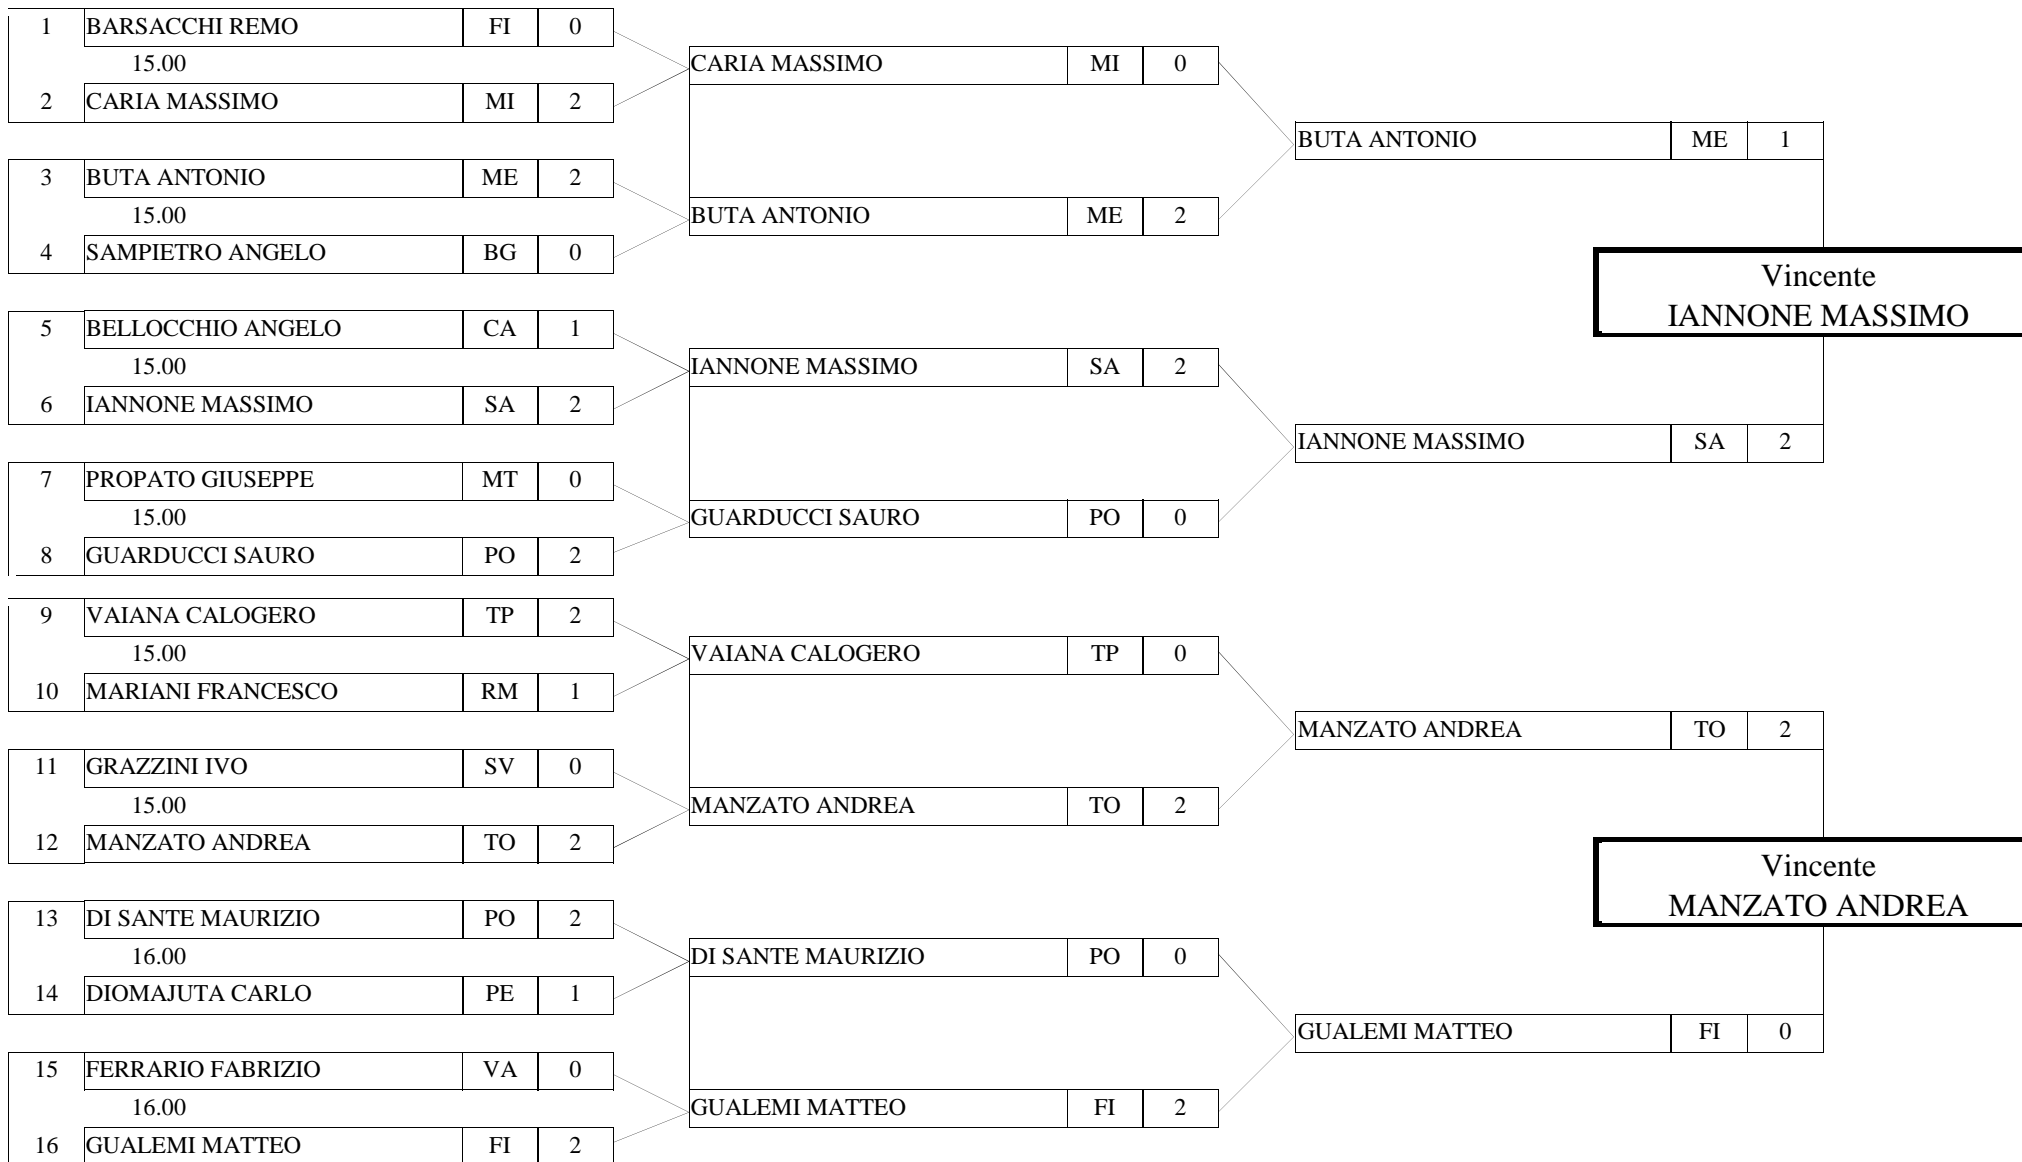 1 BARSACCHI REMO FI 0
15.00
2 CARIA MASSIMO MI 2
3 BUTA ANTONIO ME 2
15.00
4 SAMPIETRO ANGELO BG 0
5 BELLOCCHIO ANGELO CA 1
15.00
6 IANNONE MASSIMO SA 2
7 PROPATO GIUSEPPE MT 0
15.00
8 GUARDUCCI SAURO PO 2
9 VAIANA CALOGERO TP 2
15.00
10 MARIANI FRANCESCO RM 1
11 GRAZZINI IVO SV 0
15.00
12 MANZATO ANDREA TO 2
13 DI SANTE MAURIZIO PO 2
16.00
14 DIOMAJUTA CARLO PE 1
15 FERRARIO FABRIZIO VA 0
16.00
16 GUALEMI MATTEO FI 2
CARIA MASSIMO MI 0
BUTA ANTONIO ME 2
IANNONE MASSIMO SA 2
GUARDUCCI SAURO PO 0
VAIANA CALOGERO TP 0
MANZATO ANDREA TO 2
DI SANTE MAURIZIO PO 0
GUALEMI MATTEO FI 2
BUTA ANTONIO ME 1
IANNONE MASSIMO SA 2
MANZATO ANDREA TO 2
GUALEMI MATTEO FI 0
Vincente
IANNONE MASSIMO
Vincente
MANZATO ANDREA